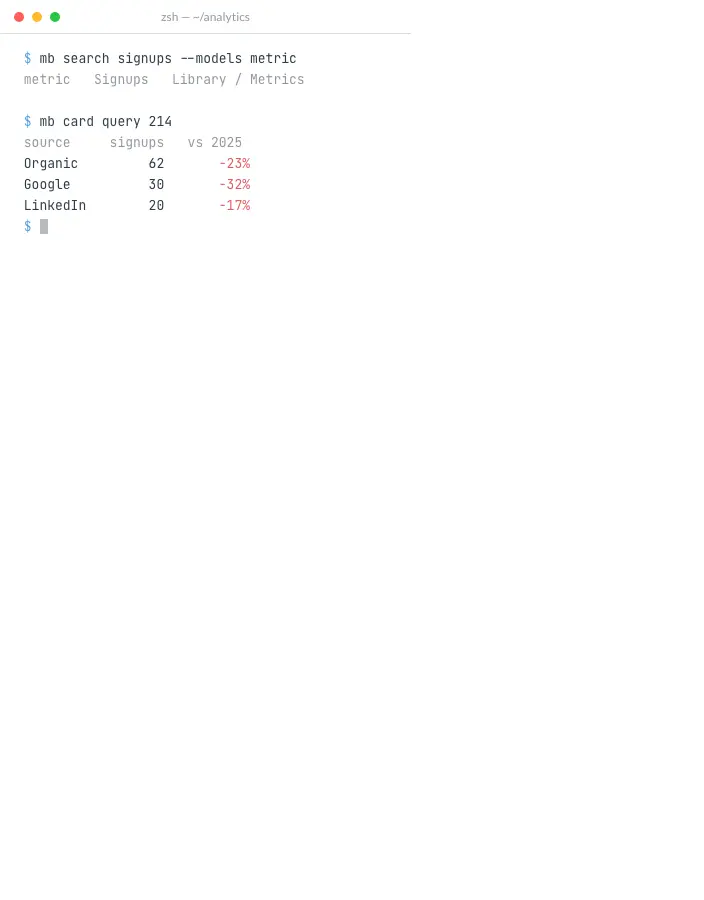 zsh — ~/analytics
$ mb search signups --models metric
metric   Signups   Library / Metrics
$ mb card query 214
source     signups   vs 2025
Organic         62       -23%
Google          30       -32%
LinkedIn        20       -17%
$